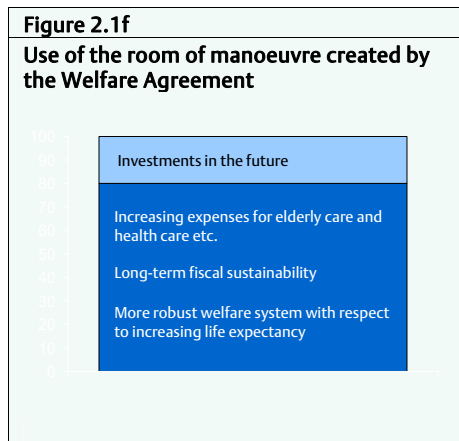 Figure 2.1f
Use of the room of manoeuvre created by
the Welfare Agreement
100
90
80
70
60
50
40
30
20
10
0
Investments in the future
Increasing expenses for elderly care and
health care etc.
Long-term fiscal sustainability
More robust welfare system with respect
to increasing life expectancy